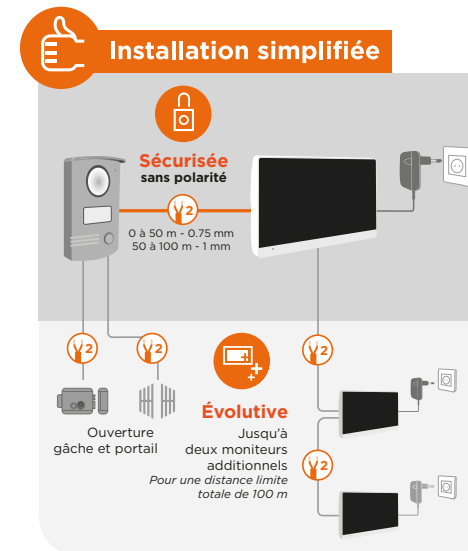 Installation simplifiée
Sécurisée
sans polarité
2
0 à 50 m - 0.75 mm
50 à 100 m - 1 mm
2
2
2
Ouverture
gâche et portail
Évolutive
Jusqu'à
deux moniteurs
additionnels
Pour une distance limite
totale de 100 m
2